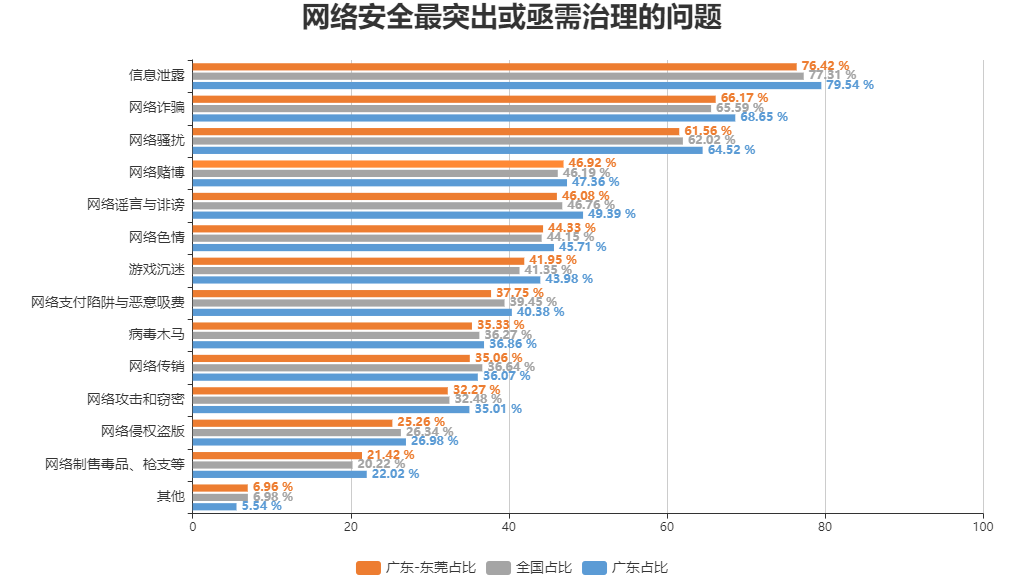 网络安全最突出或亟需治理的问题
信息泄露
76.42 %
77.31 %
79.54 %
网络诈骗
66.17 %
65.59 %
68.65 %
网络骚扰
61.56 %
62.02 %
64.52 %
网络赌博
46.92 %
46.19 %
47.36 %
网络谣言与诽谤
46.08 %
46.76 %
49.39 %
网络色情
44.33 %
44.15 %
45.71 %
游戏沉迷
41.95 %
41.35 %
43.98 %
网络支付陷阱与恶意吸费
37.75 %
39.45 %
40.38 %
病毒木马
35.33 %
36.27 %
36.86 %
网络传销
35.06 %
36.64 %
36.07 %
网络攻击和窃密
32.27 %
32.48 %
35.01 %
网络侵权盗版
25.26 %
26.34 %
26.98 %
网络制售毒品、枪支等
21.42 %
20.22 %
22.02 %
其他
6.96 %
6.98 %
5.54 %
0 20 40 60 80 100
广东-东莞占比 全国占比 广东占比